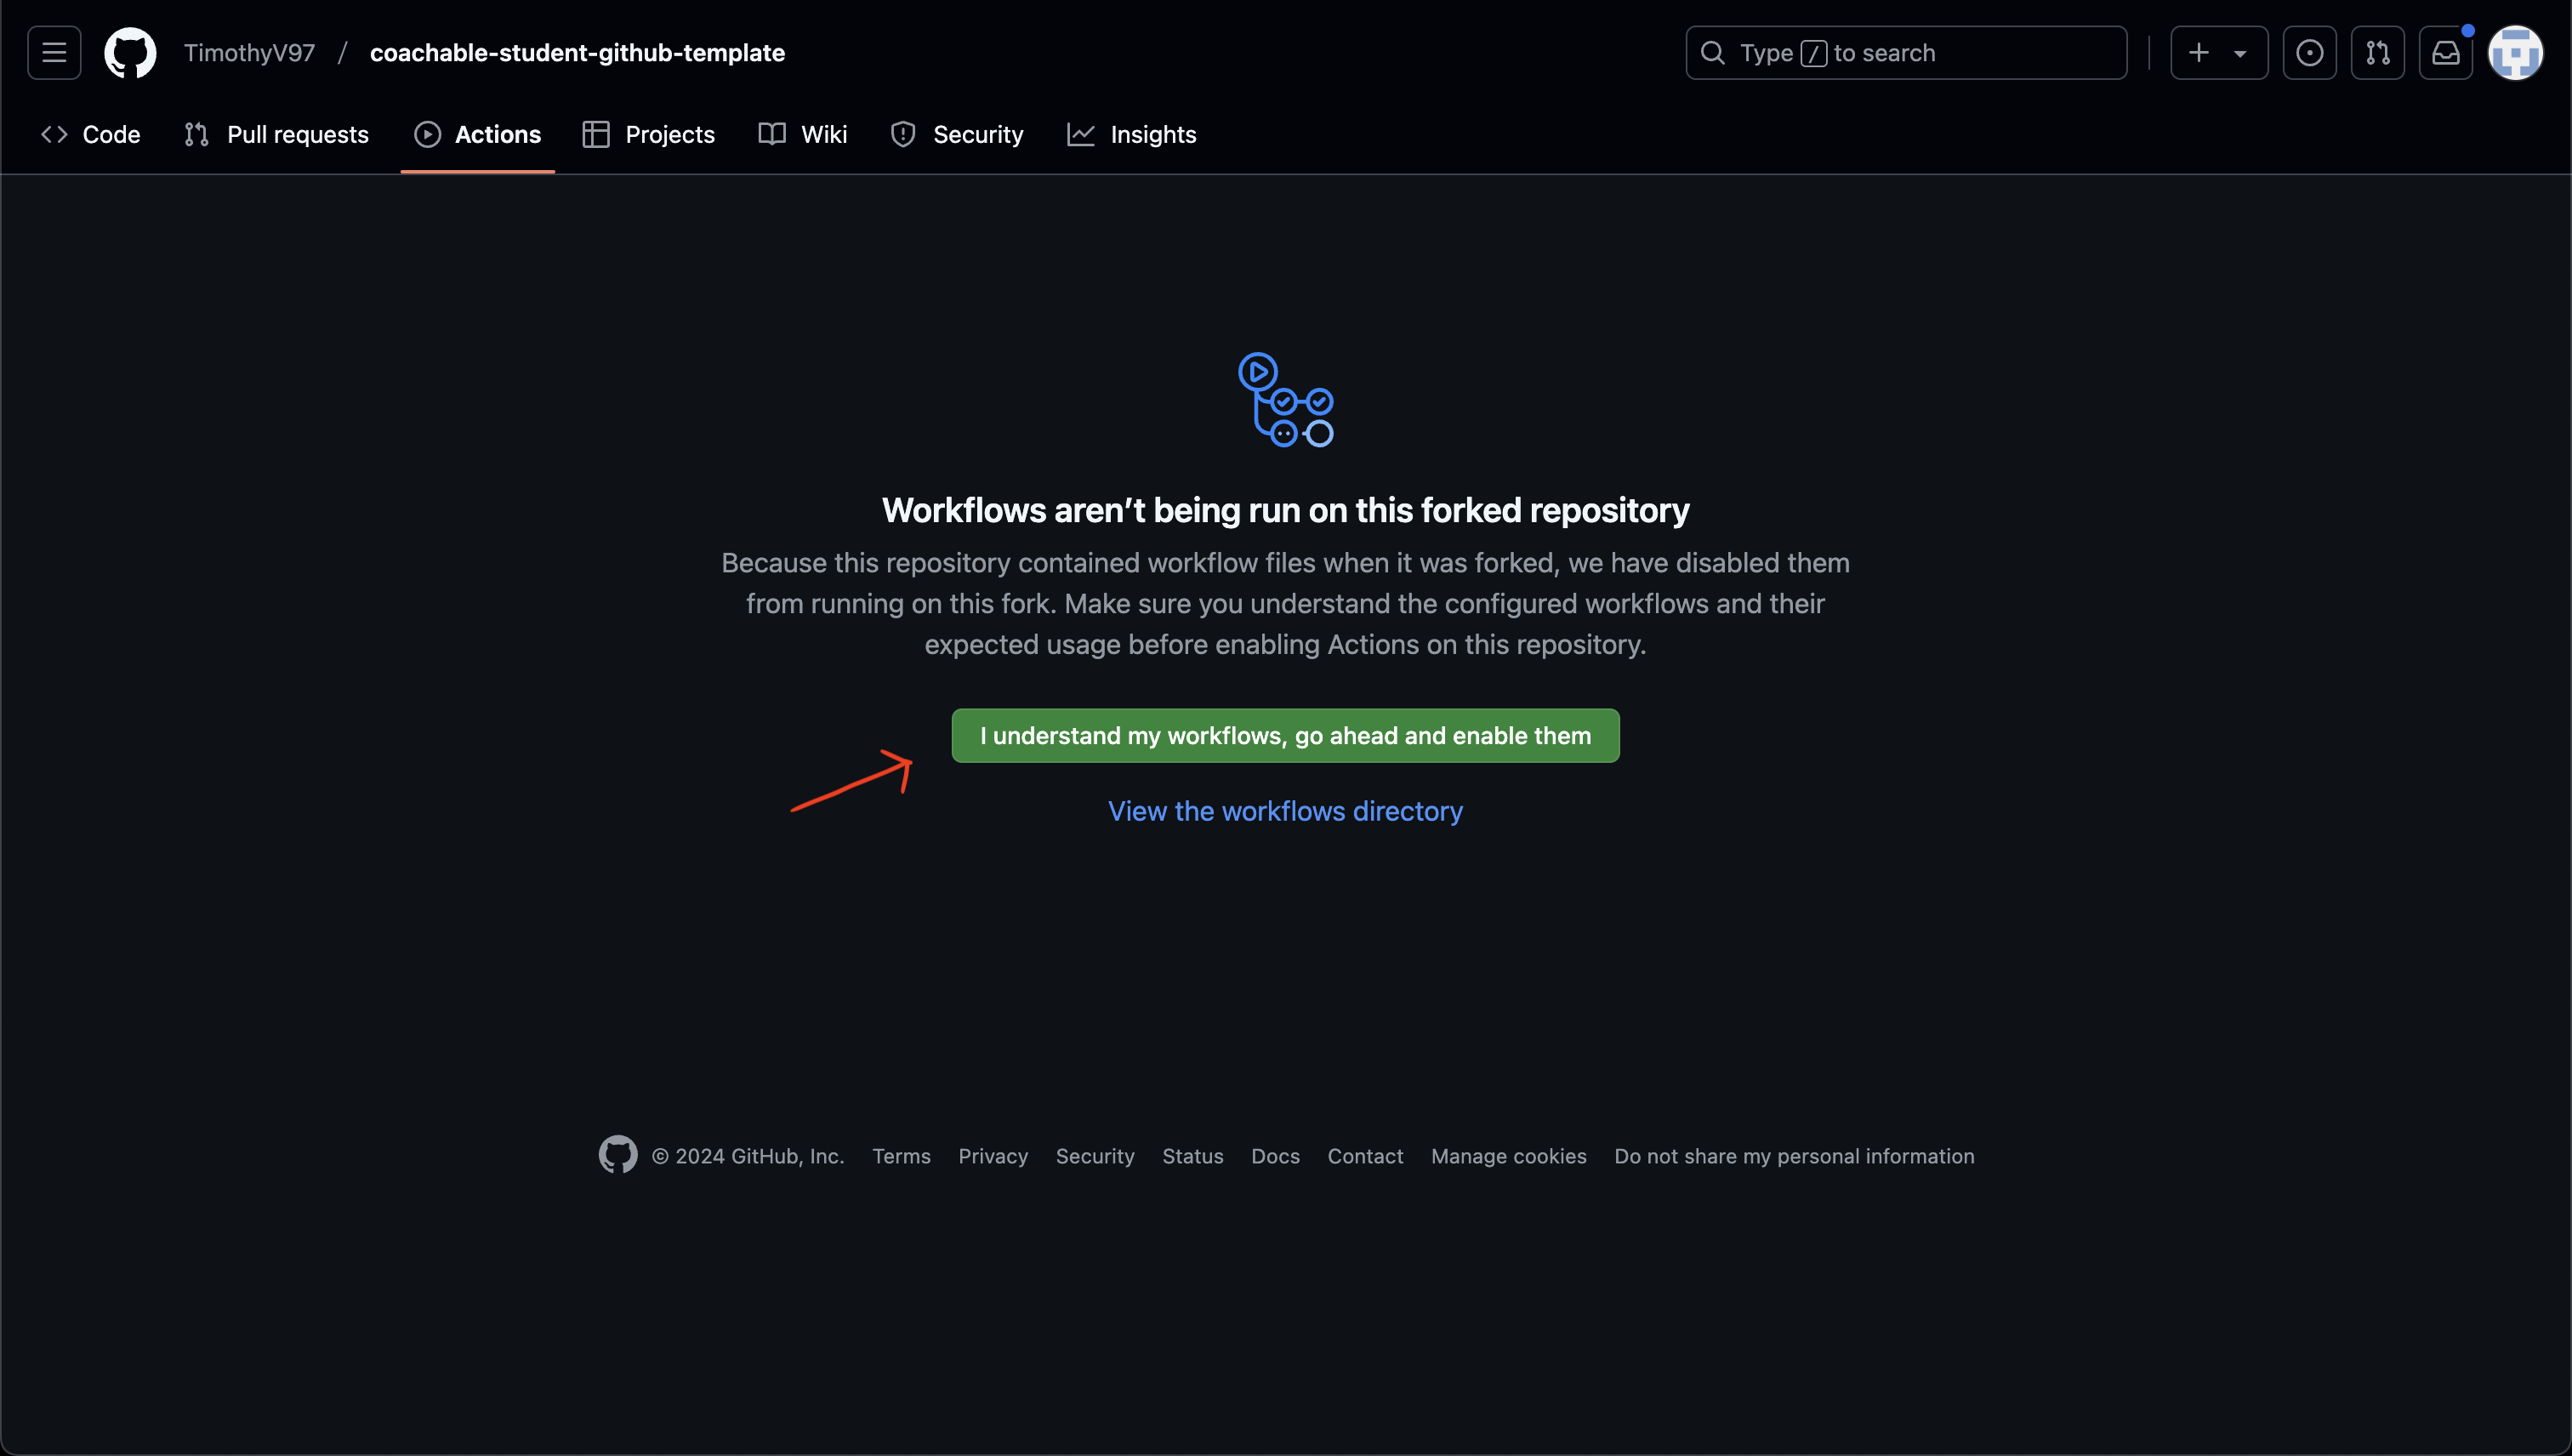 TimothyV97 / coachable-student-github-template
Type / to search
Code Pull requests Actions Projects Wiki Security Insights
Workflows aren’t being run on this forked repository
Because this repository contained workflow files when it was forked, we have disabled them
from running on this fork. Make sure you understand the configured workflows and their
expected usage before enabling Actions on this repository.
I understand my workflows, go ahead and enable them
View the workflows directory
© 2024 GitHub, Inc. Terms Privacy Security Status Docs Contact Manage cookies Do not share my personal information